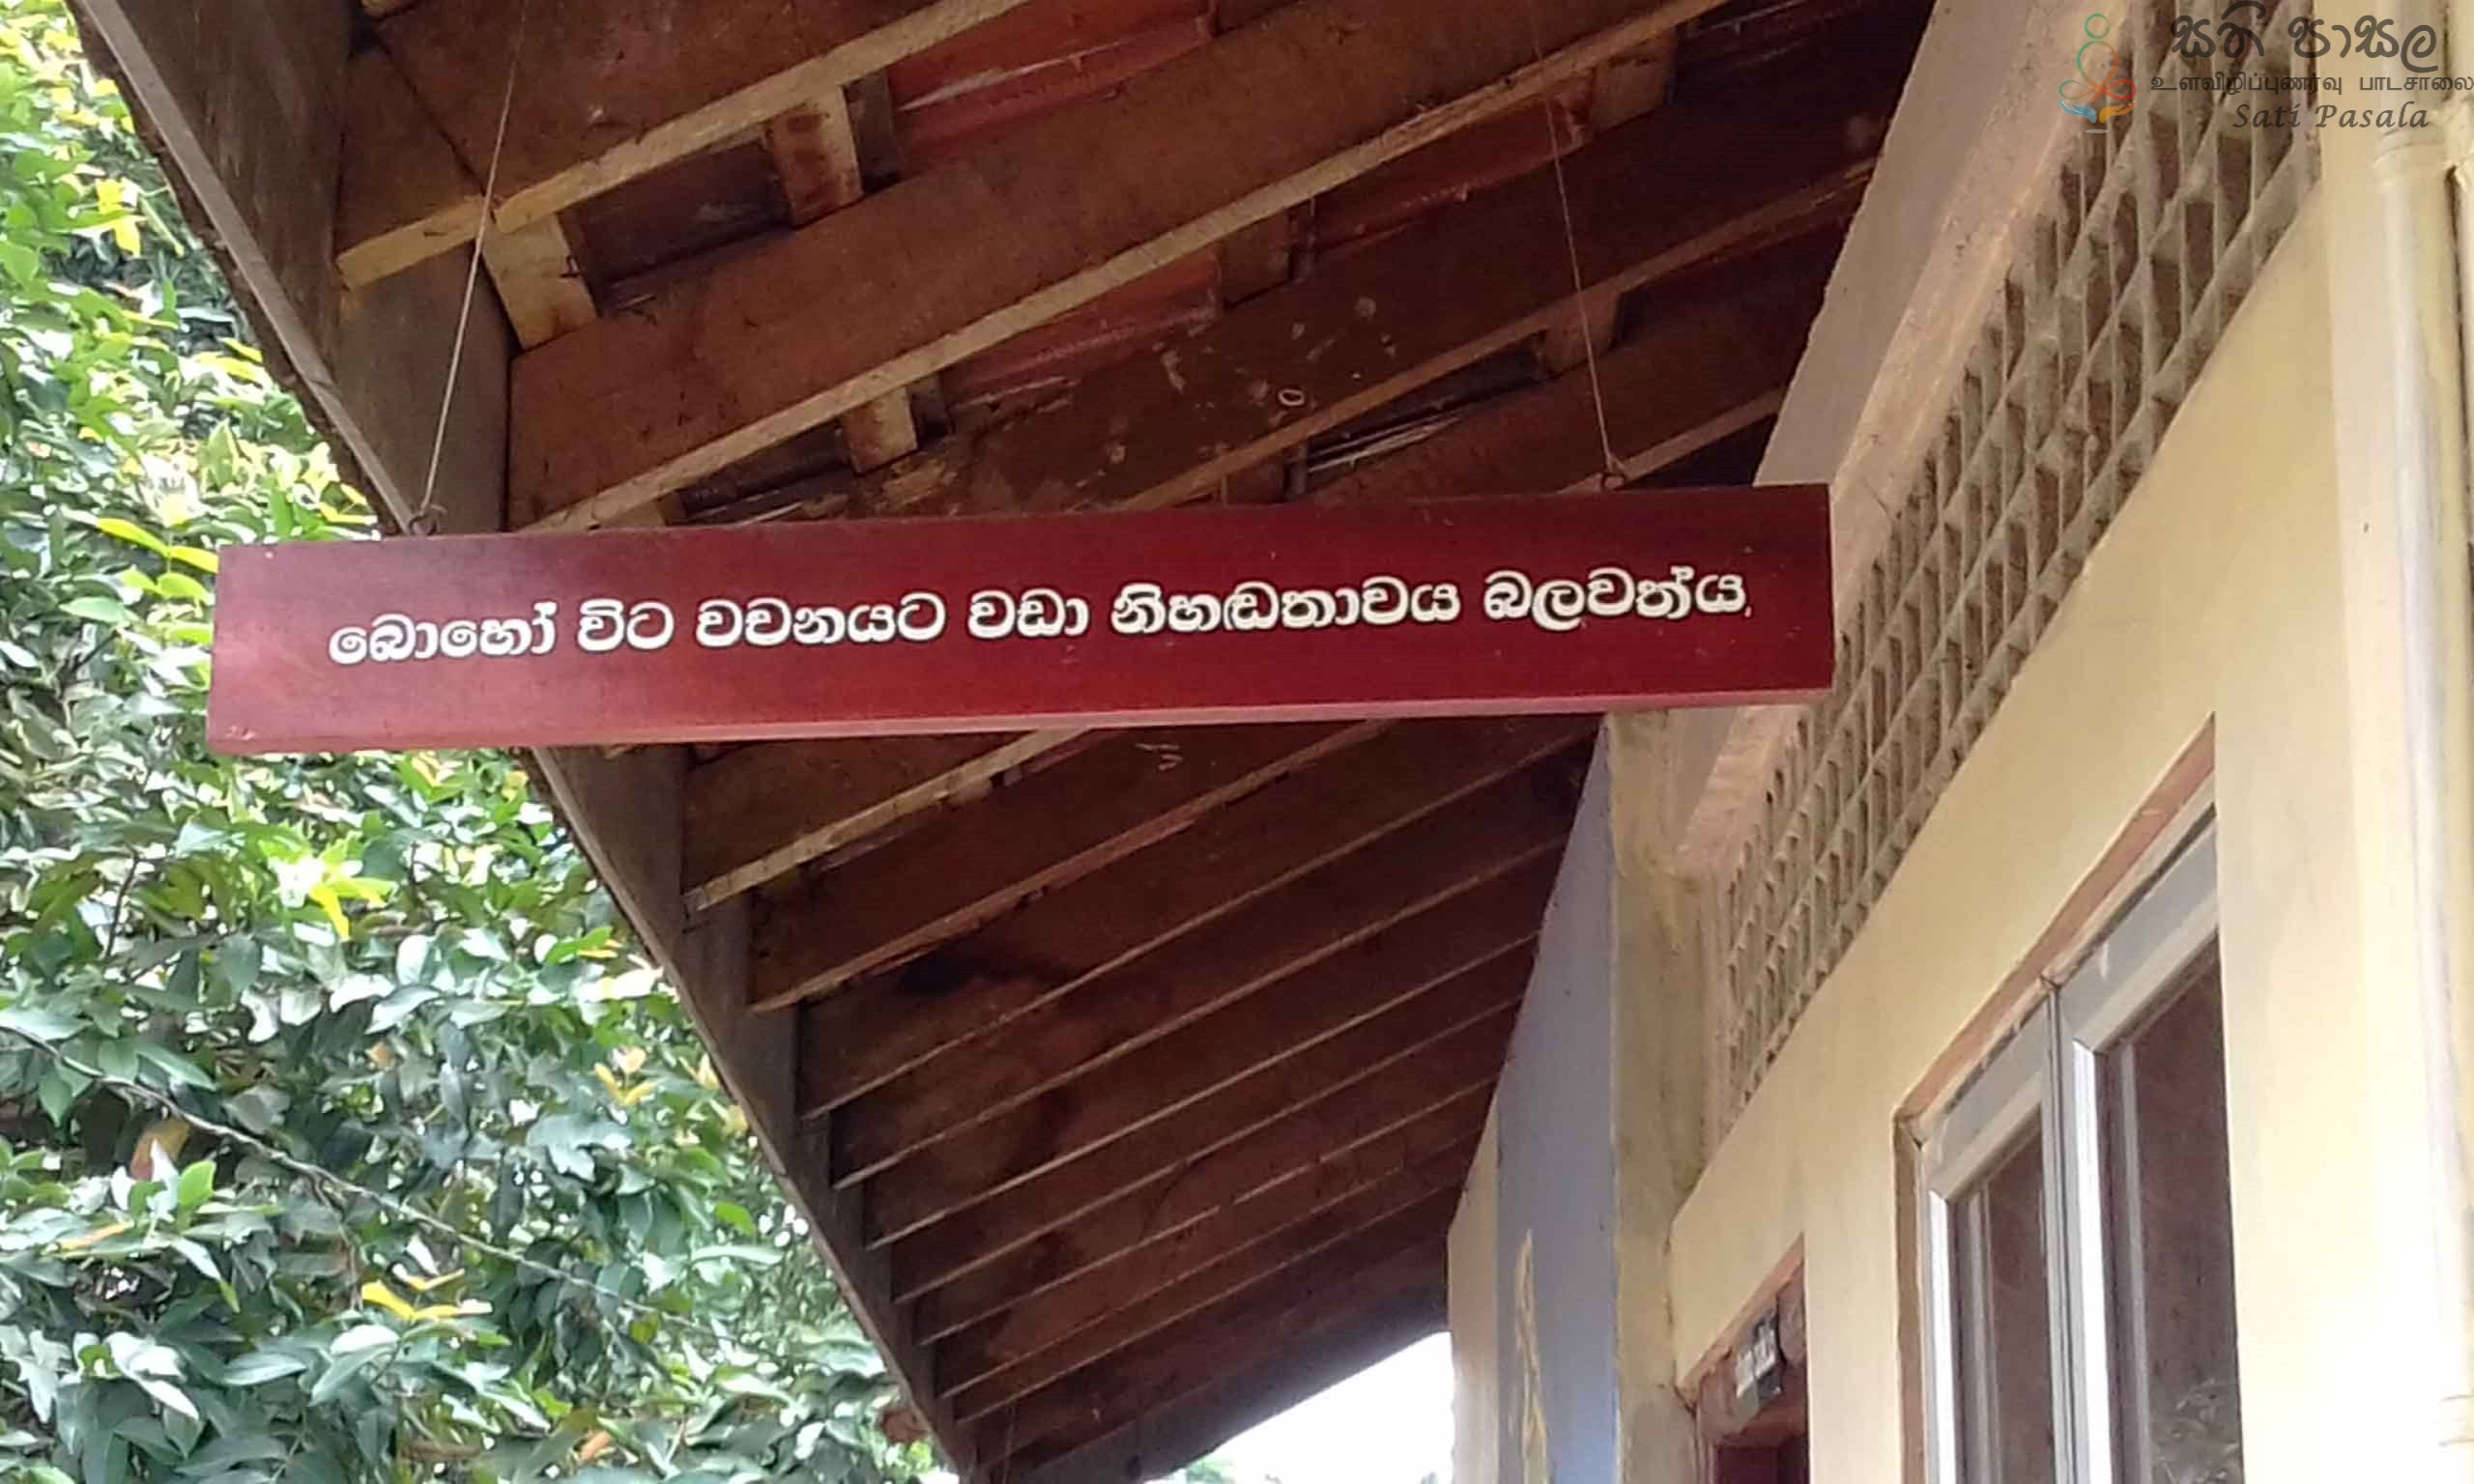 සති පාසල
உளவிழிப்புணர்வு பாடசாலை
Sati Pasala
බොහෝ විට වචනයට වඩා නිහඬතාවය බලවත්ය.